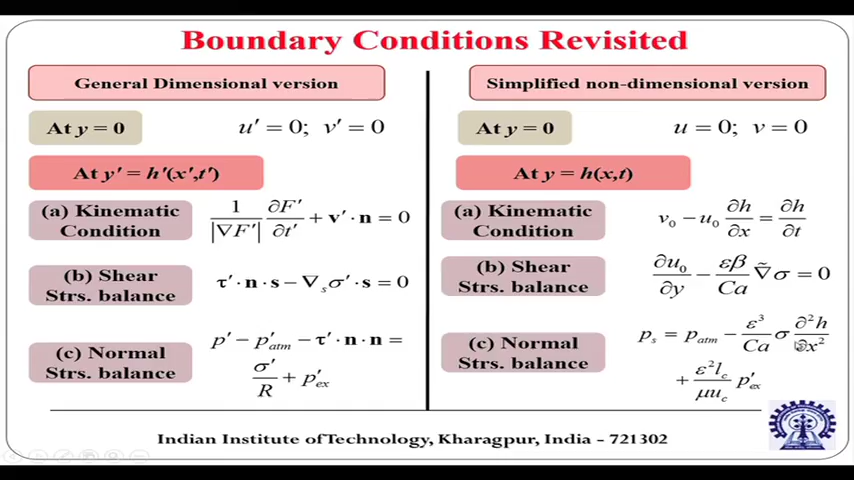 Boundary Conditions Revisited
General Dimensional version
At y = 0
u′ = 0; v′ = 0
At y′ = h′(x′,t′)
(a) Kinematic Condition
1/|∇F′| ∂F′/∂t′ + v′ · n = 0
(b) Shear Strs. balance
τ′ · n · s − ∇ₛσ′ · s = 0
(c) Normal Strs. balance
p′ − p′atm − τ′ · n · n =
σ′/R + p′ex
Simplified non-dimensional version
At y = 0
u = 0; v = 0
At y = h(x,t)
(a) Kinematic Condition
v₀ − u₀ ∂h/∂x = ∂h/∂t
(b) Shear Strs. balance
∂u₀/∂y − εβ/Ca ∇̃σ = 0
(c) Normal Strs. balance
pₛ = patm − ε³/Ca σ ∂²h/∂x²
+ ε²l_c/μu_c p′ex
Indian Institute of Technology, Kharagpur, India - 721302